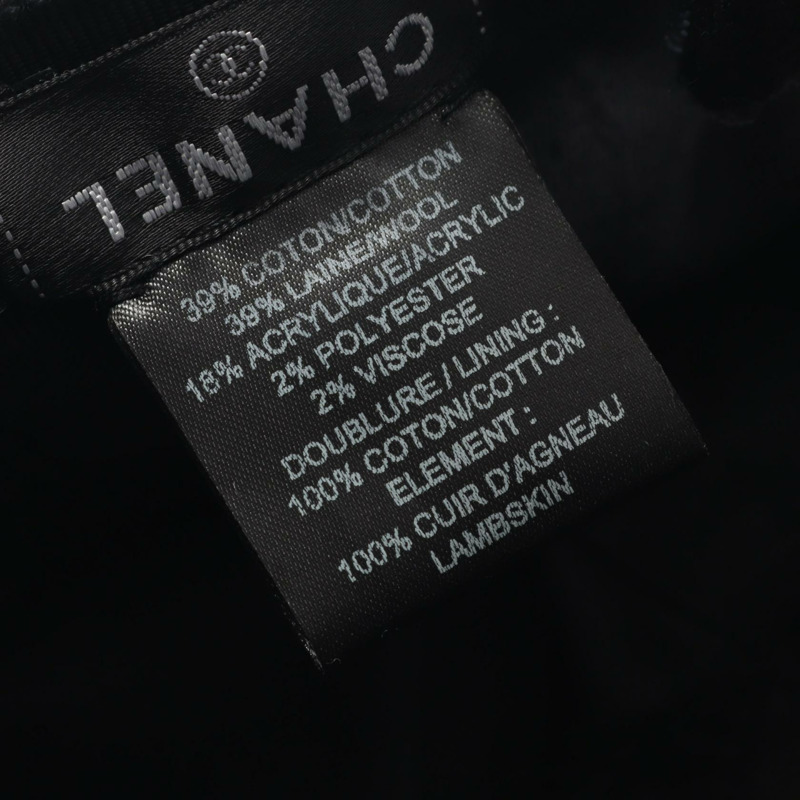 CHANEL
39% COTON/COTTON
39% LAINE/WOOL
18% ACRYLIQUE/ACRYLIC
2% POLYESTER
2% VISCOSE
DOUBLURE / LINING :
100% COTON/COTTON
ELEMENT :
100% CUIR D'AGNEAU
LAMBSKIN